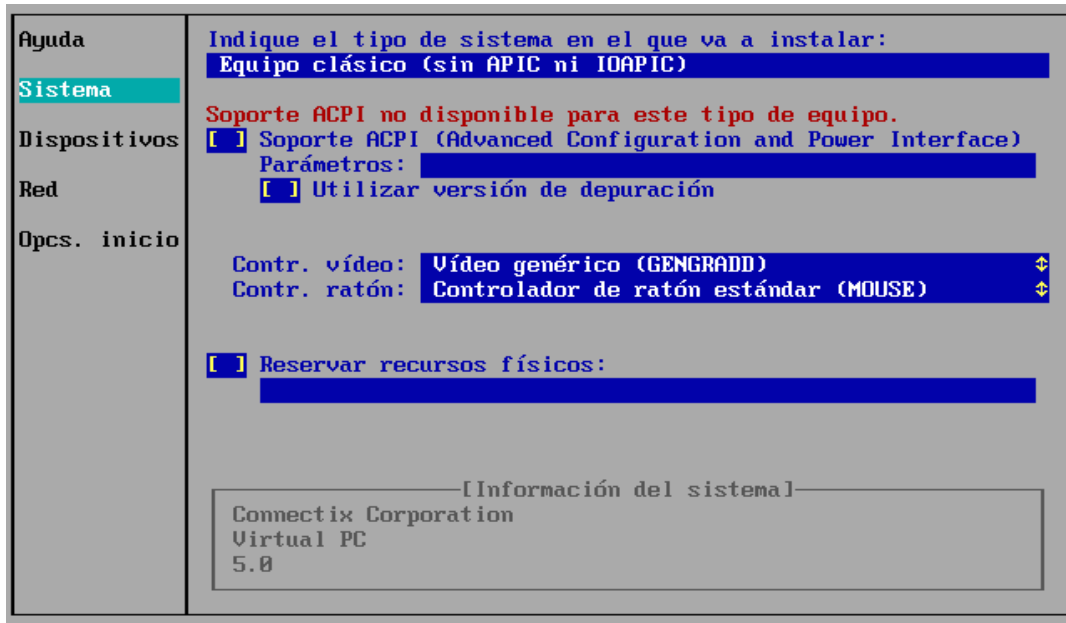 Ayuda
Sistema
Dispositivos
Red
Opcs. inicio
Indique el tipo de sistema en el que va a instalar:
Equipo clásico (sin APIC ni IOAPIC)
Soporte ACPI no disponible para este tipo de equipo.
[ ] Soporte ACPI (Advanced Configuration and Power Interface)
Parámetros:
[ ] Utilizar versión de depuración
Contr. vídeo: Vídeo genérico (GENGRADD)
Contr. ratón: Controlador de ratón estándar (MOUSE)
[ ] Reservar recursos físicos:
[Información del sistema]
Connectix Corporation
Virtual PC
5.0